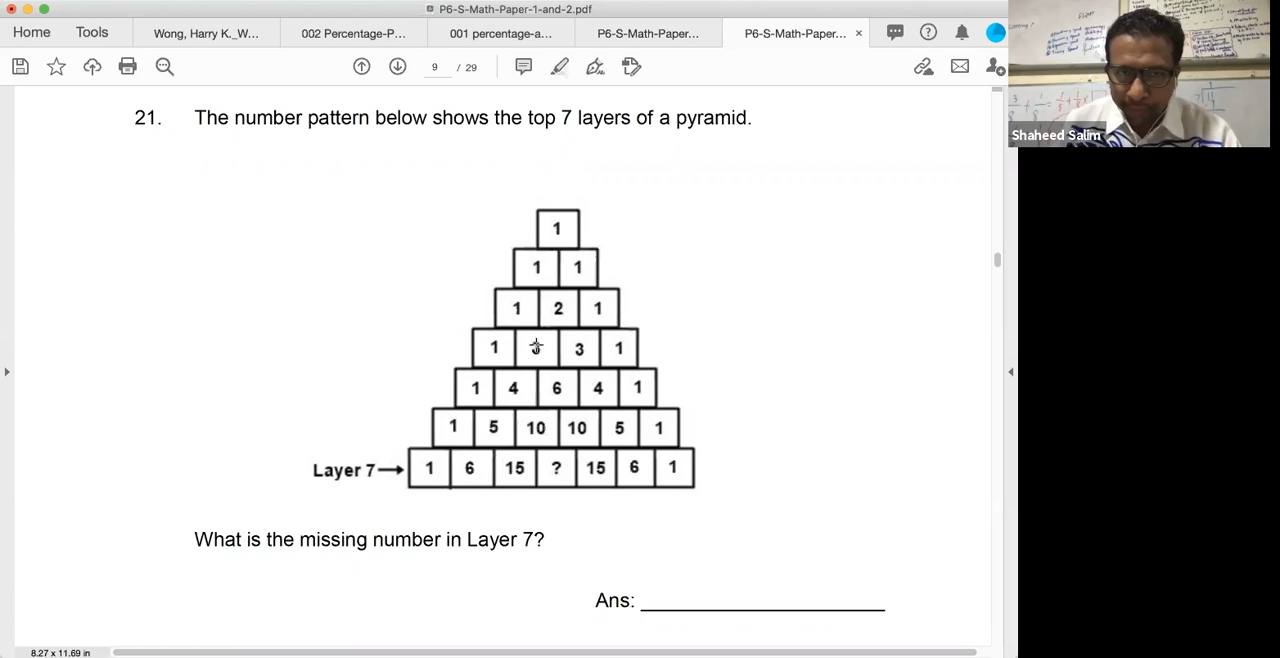 P6-S-Math-Paper-1-and-2.pdf
Home Tools Wong, Harry K._W... 002 Percentage-P... 001 percentage-a... P6-S-Math-Paper... P6-S-Math-Paper... ×
9 / 29
Shaheed Salim
21. The number pattern below shows the top 7 layers of a pyramid.
1
1 1
1 2 1
1 3 3 1
1 4 6 4 1
1 5 10 10 5 1
Layer 7 1 6 15 ? 15 6 1
What is the missing number in Layer 7?
Ans:
8.27 x 11.69 in